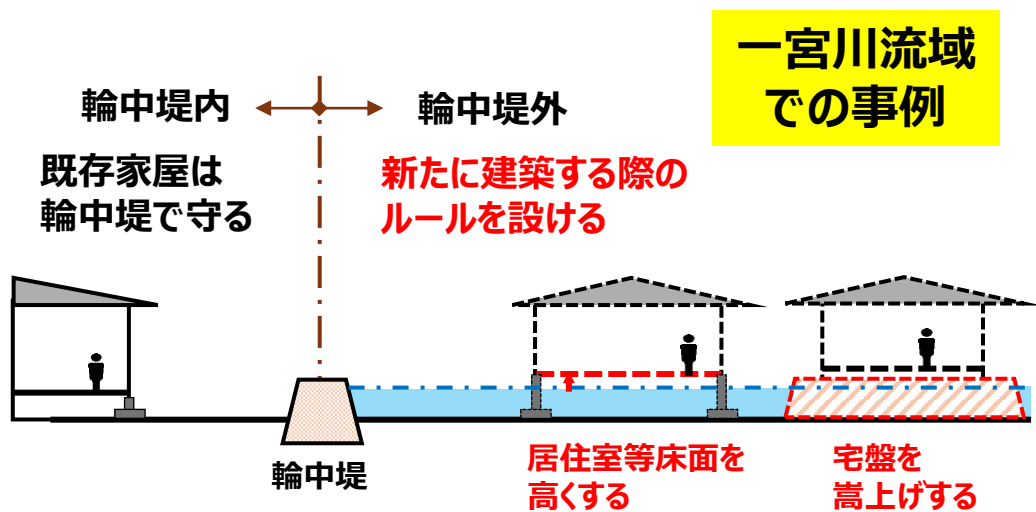 一宮川流域
での事例
輪中堤内
輪中堤外
既存家屋は
輪中堤で守る
新たに建築する際の
ルールを設ける
輪中堤
居住室等床面を
高くする
宅盤を
嵩上げする